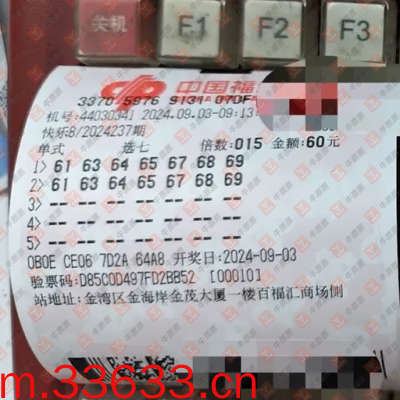 关机 F1 F2 F3
中国福
3370 5976 9131 07DF
机号:44030341 2024.09.03-09:13:
快乐8/2024237期
单式 选七 倍数:015 金额:60元
1> 61 63 64 65 67 68 69
2> 61 63 64 65 67 68 69
3> -- -- -- -- -- -- --
4> -- -- -- -- -- -- --
5> -- -- -- -- -- -- --
0B0E CE06 7D2A 64A8 开奖日:2024-09-03
验票码:D85C0D497FD2BB52 [00010]
站地址:金湾区金海岸金茂大厦一楼百福汇商场侧
m.33633.cn